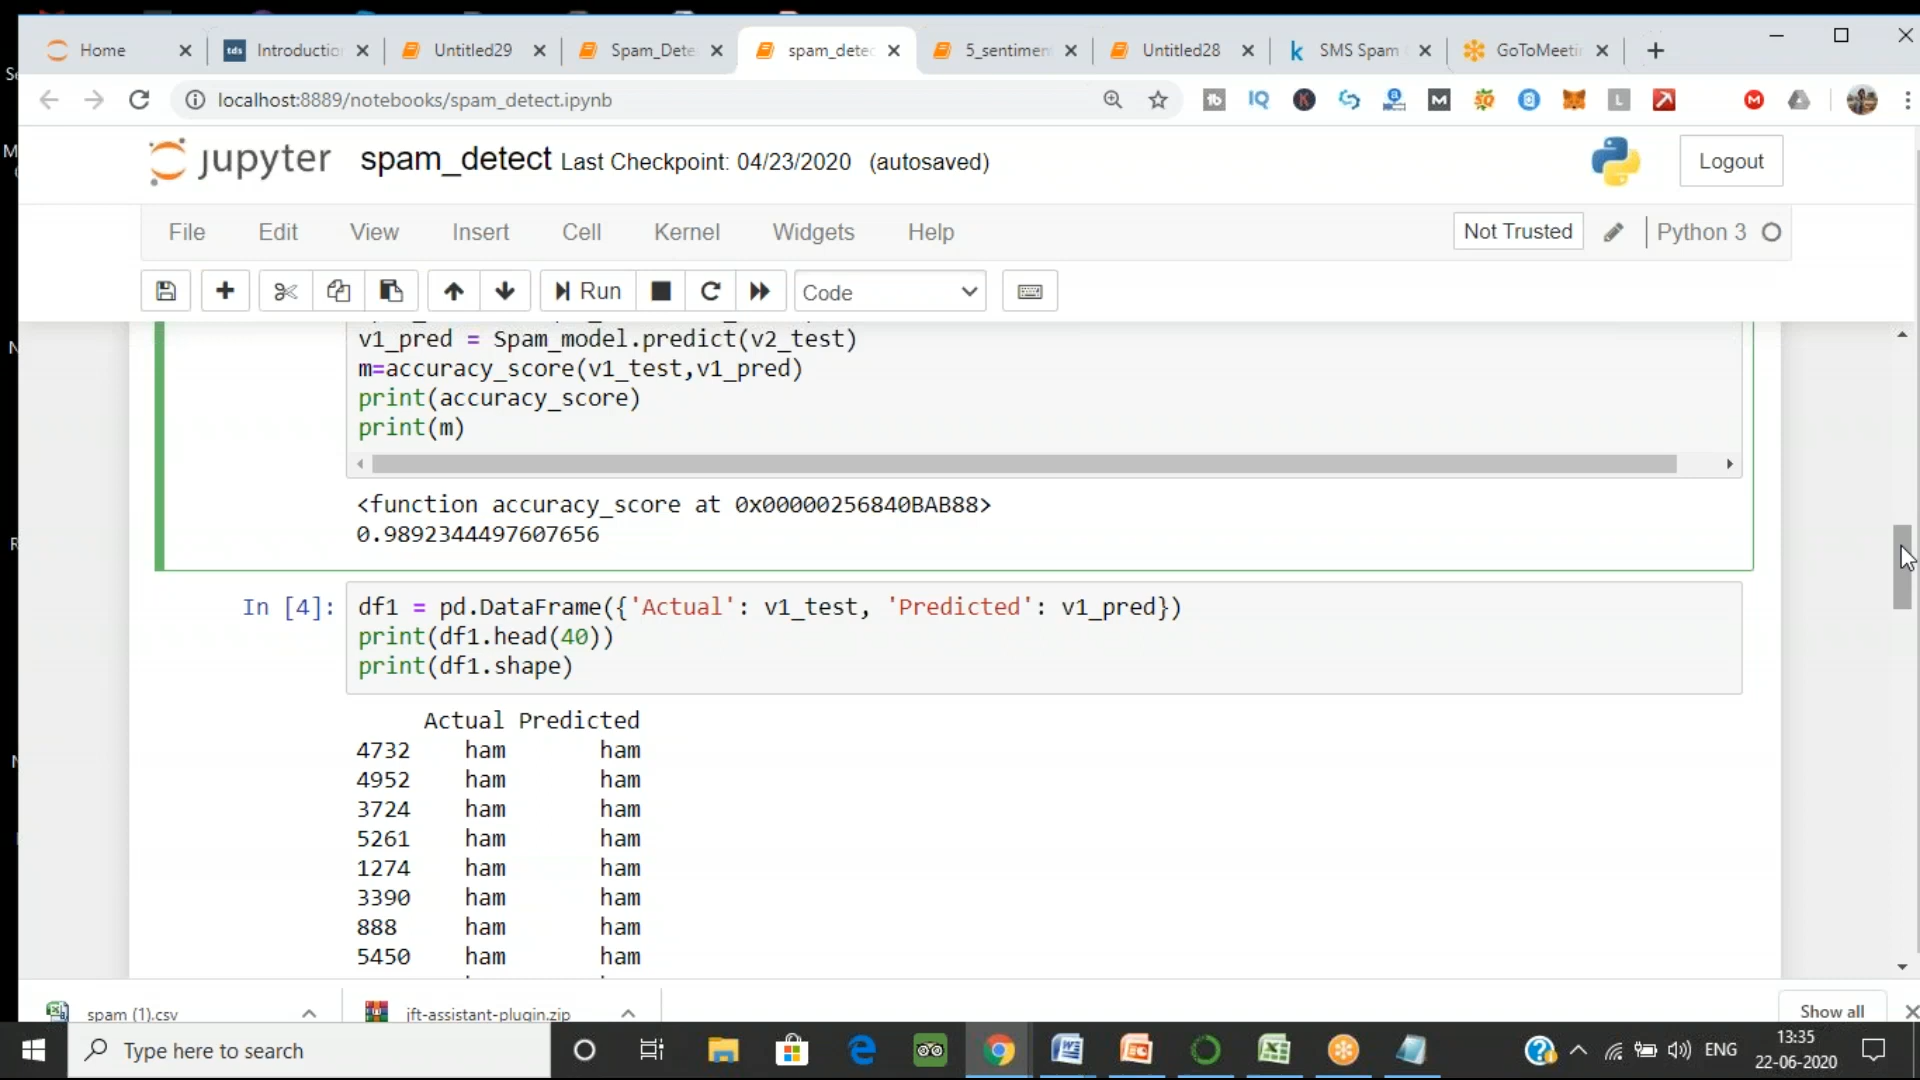 Home
tds Introductio
Untitled29
Spam_Dete
spam_detec
5_sentimen
Untitled28
SMS Spam
GoToMeetin
localhost:8889/notebooks/spam_detect.ipynb
jupyter spam_detect Last Checkpoint: 04/23/2020 (autosaved)
Logout
File Edit View Insert Cell Kernel Widgets Help
Not Trusted
Python 3
Run
Code
v1_pred = Spam_model.predict(v2_test)
m=accuracy_score(v1_test,v1_pred)
print(accuracy_score)
print(m)
<function accuracy_score at 0x00000256840BAB88>
0.9892344497607656
In [4]: df1 = pd.DataFrame({'Actual': v1_test, 'Predicted': v1_pred})
print(df1.head(40))
print(df1.shape)
Actual Predicted
4732 ham ham
4952 ham ham
3724 ham ham
5261 ham ham
1274 ham ham
3390 ham ham
888 ham ham
5450 ham ham
spam (1).csv
jft-assistant-plugin.zip
Show all
Type here to search
ENG
13:35
22-06-2020